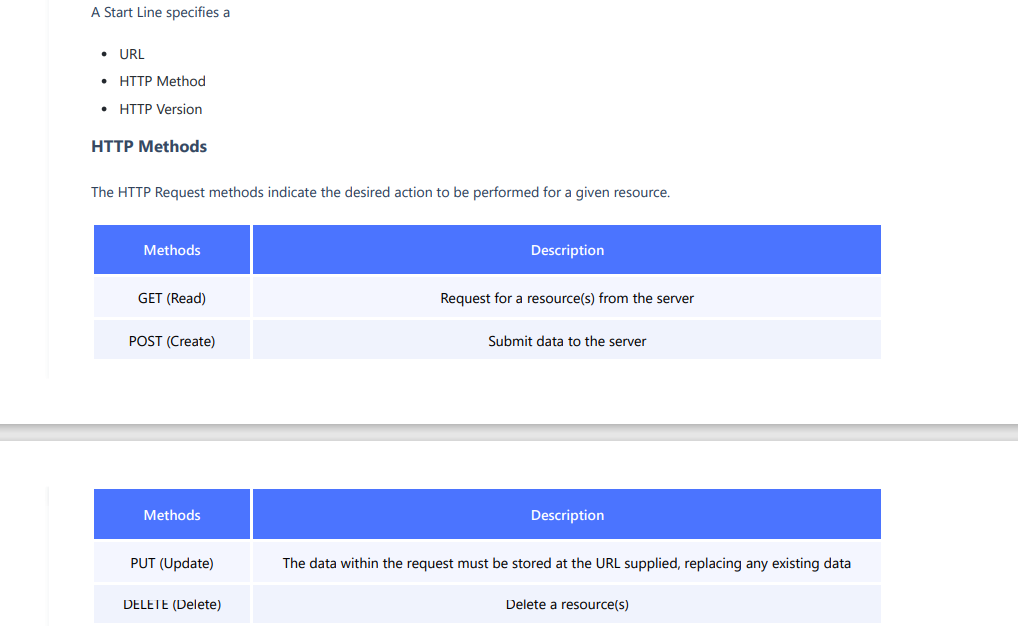 A Start Line specifies a
• URL
• HTTP Method
• HTTP Version
HTTP Methods
The HTTP Request methods indicate the desired action to be performed for a given resource.
Methods Description
GET (Read) Request for a resource(s) from the server
POST (Create) Submit data to the server
Methods Description
PUT (Update) The data within the request must be stored at the URL supplied, replacing any existing data
DELETE (Delete) Delete a resource(s)